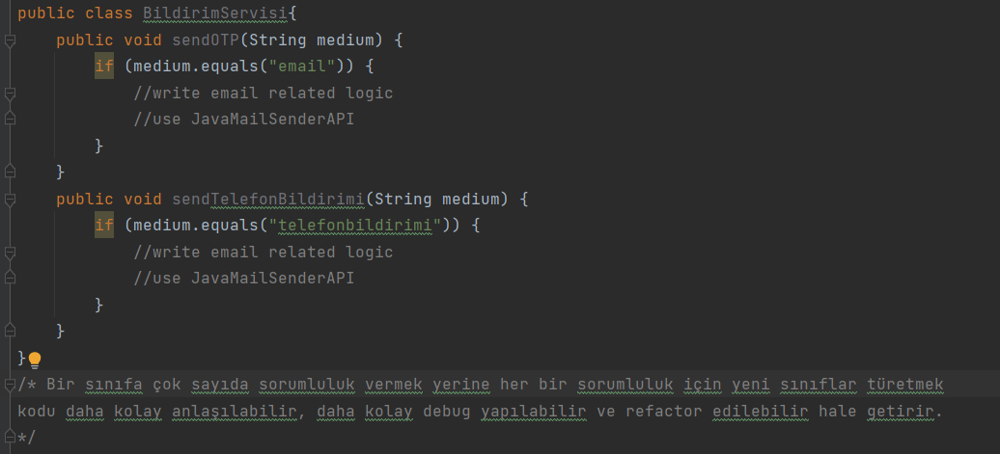 public class BildirimServisi{
    public void sendOTP(String medium) {
        if (medium.equals("email")) {
            //write email related logic
            //use JavaMailSenderAPI
        }
    }
    public void sendTelefonBildirimi(String medium) {
        if (medium.equals("telefonbildirimi")) {
            //write email related logic
            //use JavaMailSenderAPI
        }
    }
}
/* Bir sınıfa çok sayıda sorumluluk vermek yerine her bir sorumluluk için yeni sınıflar türetmek
kodu daha kolay anlaşılabilir, daha kolay debug yapılabilir ve refactor edilebilir hale getirir.
*/